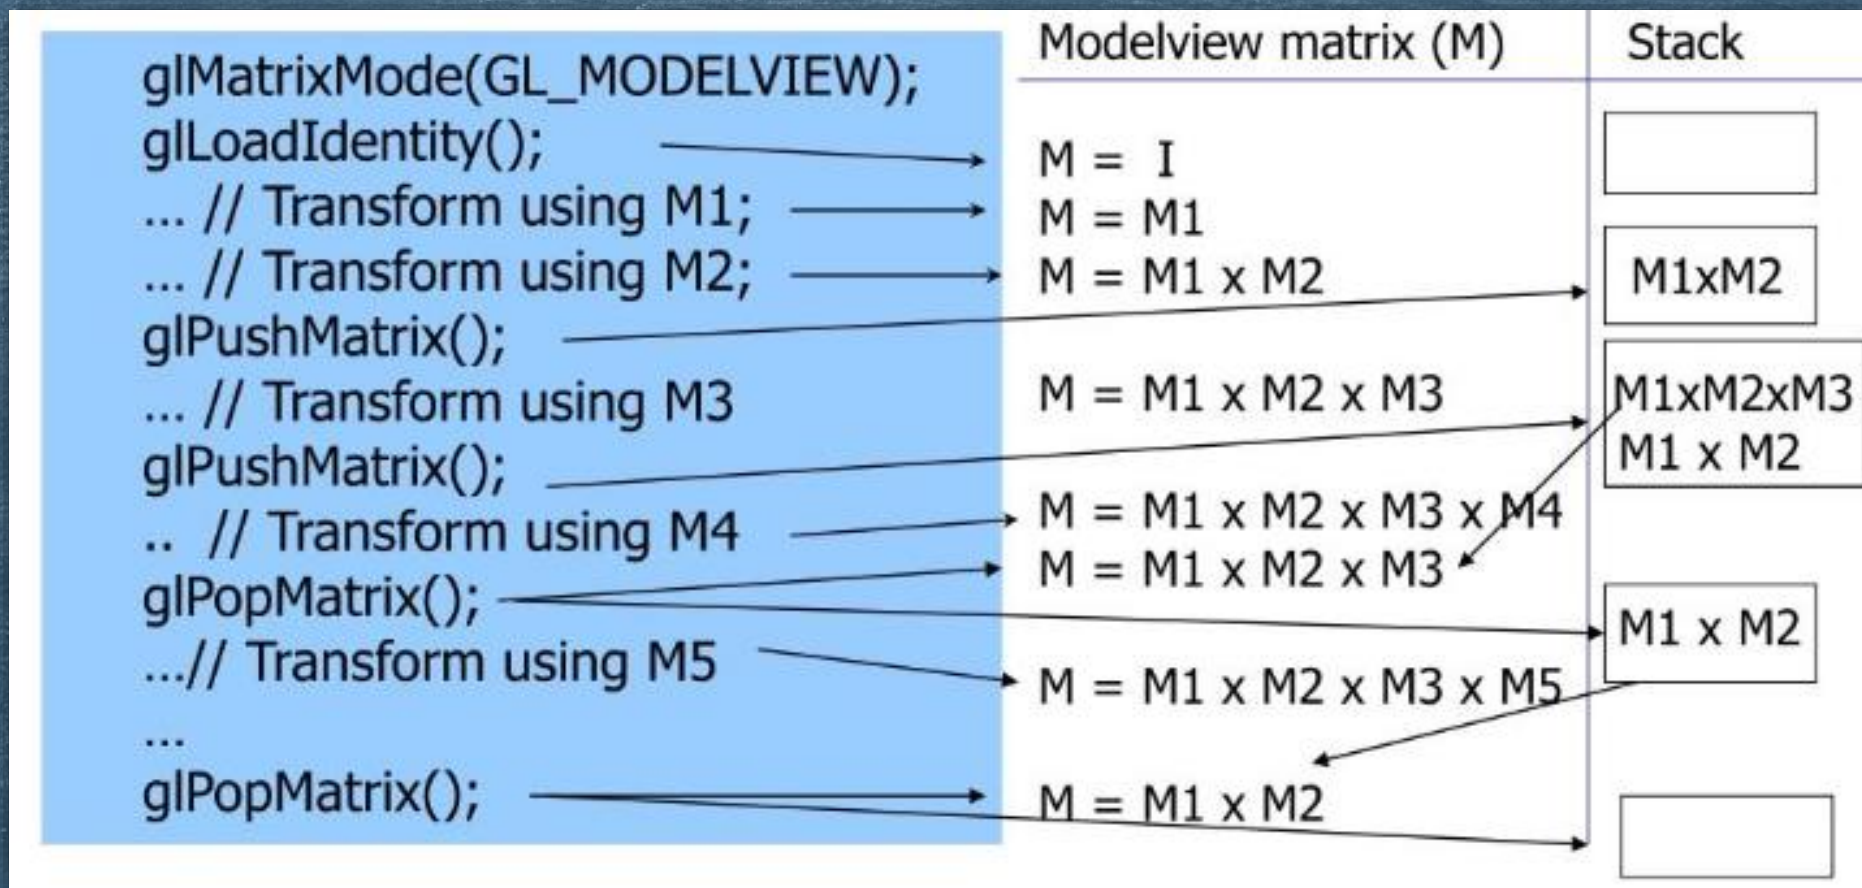 glMatrixMode(GL_MODELVIEW);
glLoadIdentity();
... // Transform using M1;
... // Transform using M2;
glPushMatrix();
... // Transform using M3
glPushMatrix();
.. // Transform using M4
glPopMatrix();
...// Transform using M5
...
glPopMatrix();
Modelview matrix (M)
M = I
M = M1
M = M1 x M2
M = M1 x M2 x M3
M = M1 x M2 x M3 x M4
M = M1 x M2 x M3
M = M1 x M2 x M3 x M5
M = M1 x M2
Stack
M1xM2
M1xM2xM3
M1 x M2
M1 x M2